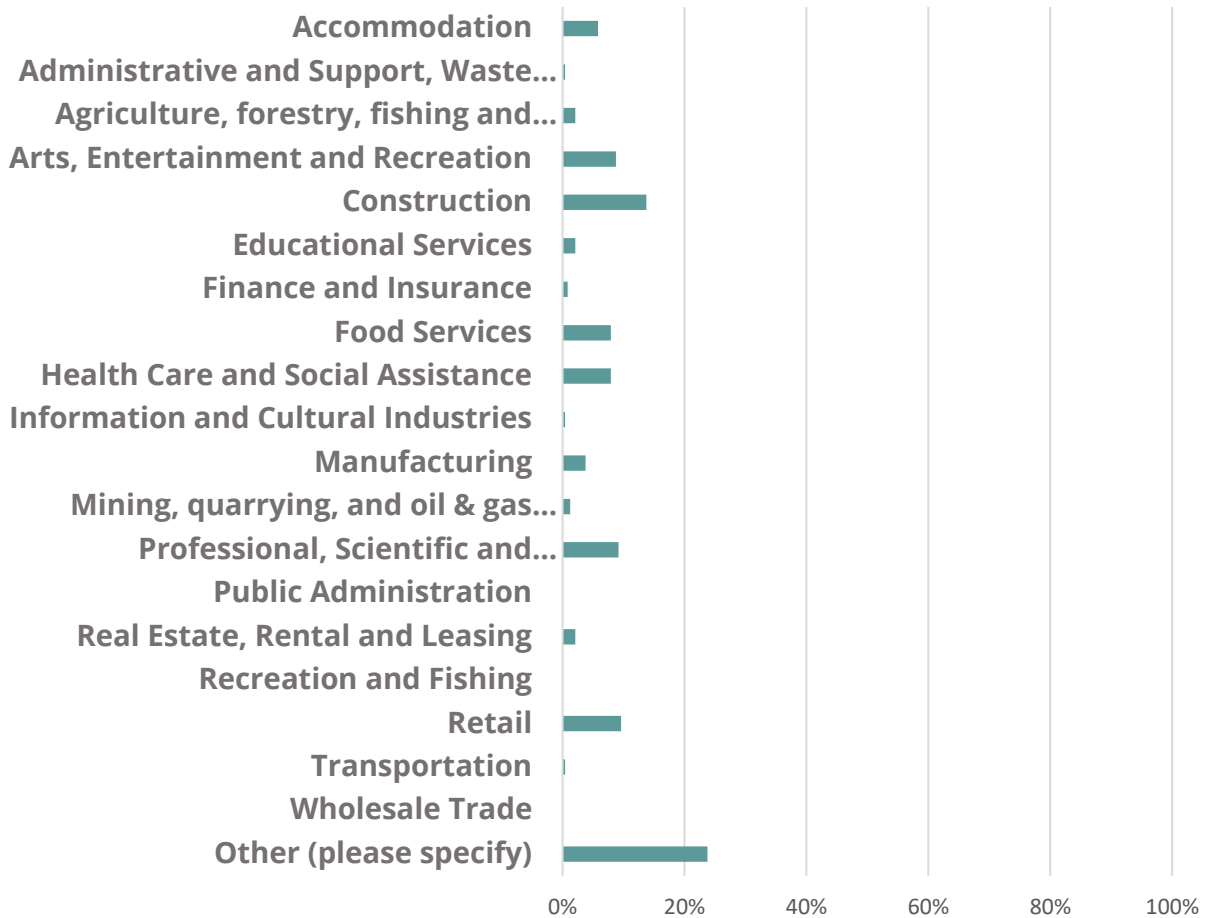 Accommodation
Administrative and Support, Waste...
Agriculture, forestry, fishing and...
Arts, Entertainment and Recreation
Construction
Educational Services
Finance and Insurance
Food Services
Health Care and Social Assistance
Information and Cultural Industries
Manufacturing
Mining, quarrying, and oil & gas...
Professional, Scientific and...
Public Administration
Real Estate, Rental and Leasing
Recreation and Fishing
Retail
Transportation
Wholesale Trade
Other (please specify)
0% 20% 40% 60% 80% 100%